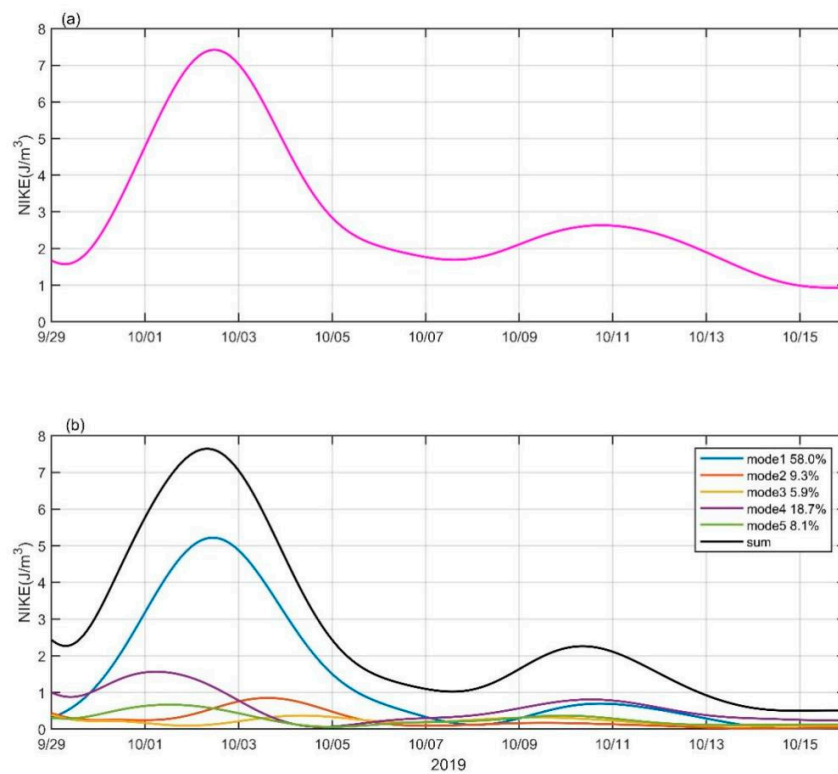 (a)
8
7
6
5
4
3
2
1
0
NIKE(J/m³)
9/29 10/01 10/03 10/05 10/07 10/09 10/11 10/13 10/15
(b)
8
7
6
5
4
3
2
1
0
NIKE(J/m³)
mode1 58.0%
mode2 9.3%
mode3 5.9%
mode4 18.7%
mode5 8.1%
sum
9/29 10/01 10/03 10/05 10/07 10/09 10/11 10/13 10/15
2019